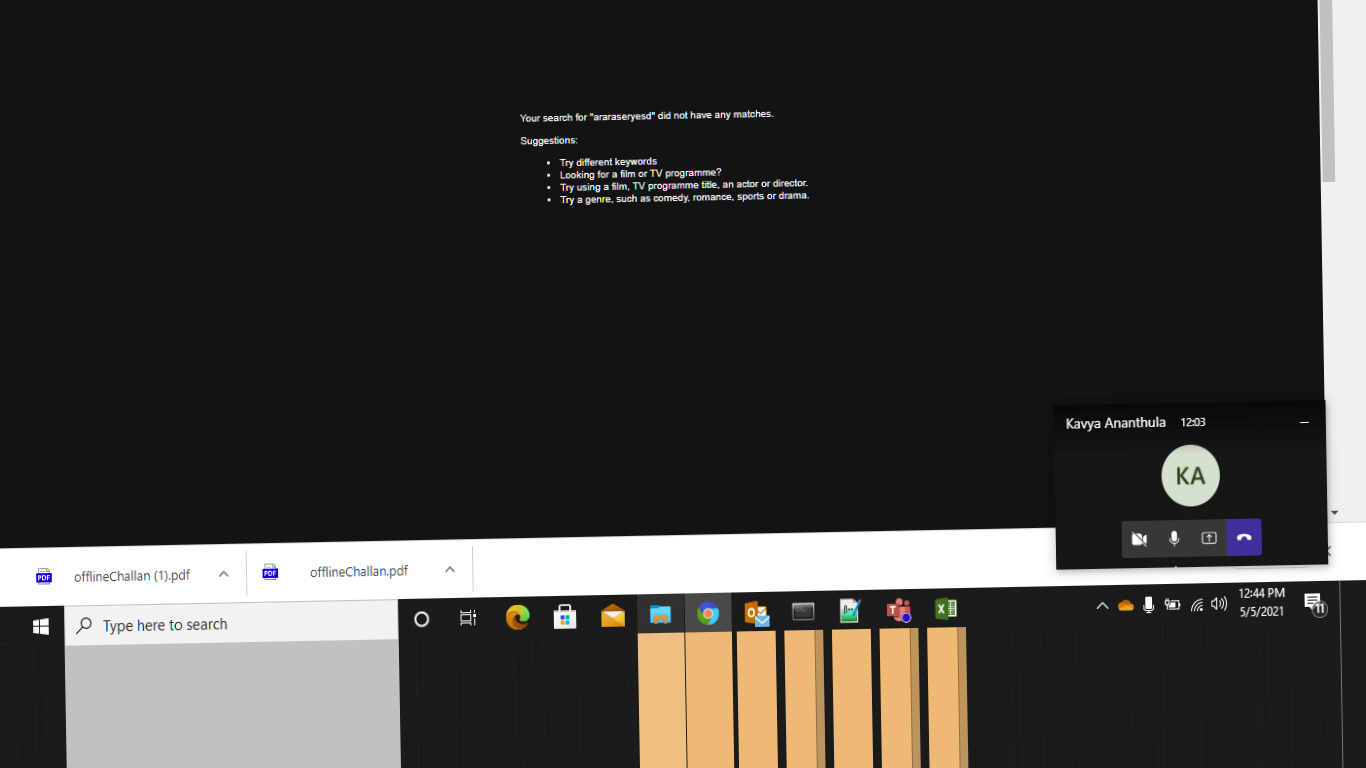 Your search for "araraseryesd" did not have any matches.
Suggestions:
Try different keywords
Looking for a film or TV programme?
Try using a film, TV programme title, an actor or director.
Try a genre, such as comedy, romance, sports or drama.
Kavya Ananthula 12:03
KA
PDF offlineChallan (1).pdf
PDF offlineChallan.pdf
Type here to search
12:44 PM
5/5/2021
11